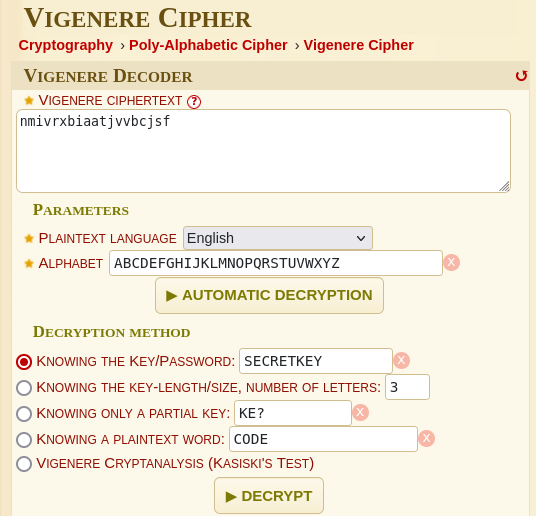 VIGENERE CIPHER
Cryptography › Poly-Alphabetic Cipher › Vigenere Cipher
VIGENERE DECODER
VIGENERE CIPHERTEXT ?
nmivrxbiaatjvvbcjsf
PARAMETERS
PLAINTEXT LANGUAGE English
ALPHABET ABCDEFGHIJKLMNOPQRSTUVWXYZ X
▶ AUTOMATIC DECRYPTION
DECRYPTION METHOD
KNOWING THE KEY/PASSWORD: SECRETKEY X
KNOWING THE KEY-LENGTH/SIZE, NUMBER OF LETTERS: 3
KNOWING ONLY A PARTIAL KEY: KE? X
KNOWING A PLAINTEXT WORD: CODE X
VIGENERE CRYPTANALYSIS (KASISKI'S TEST)
▶ DECRYPT